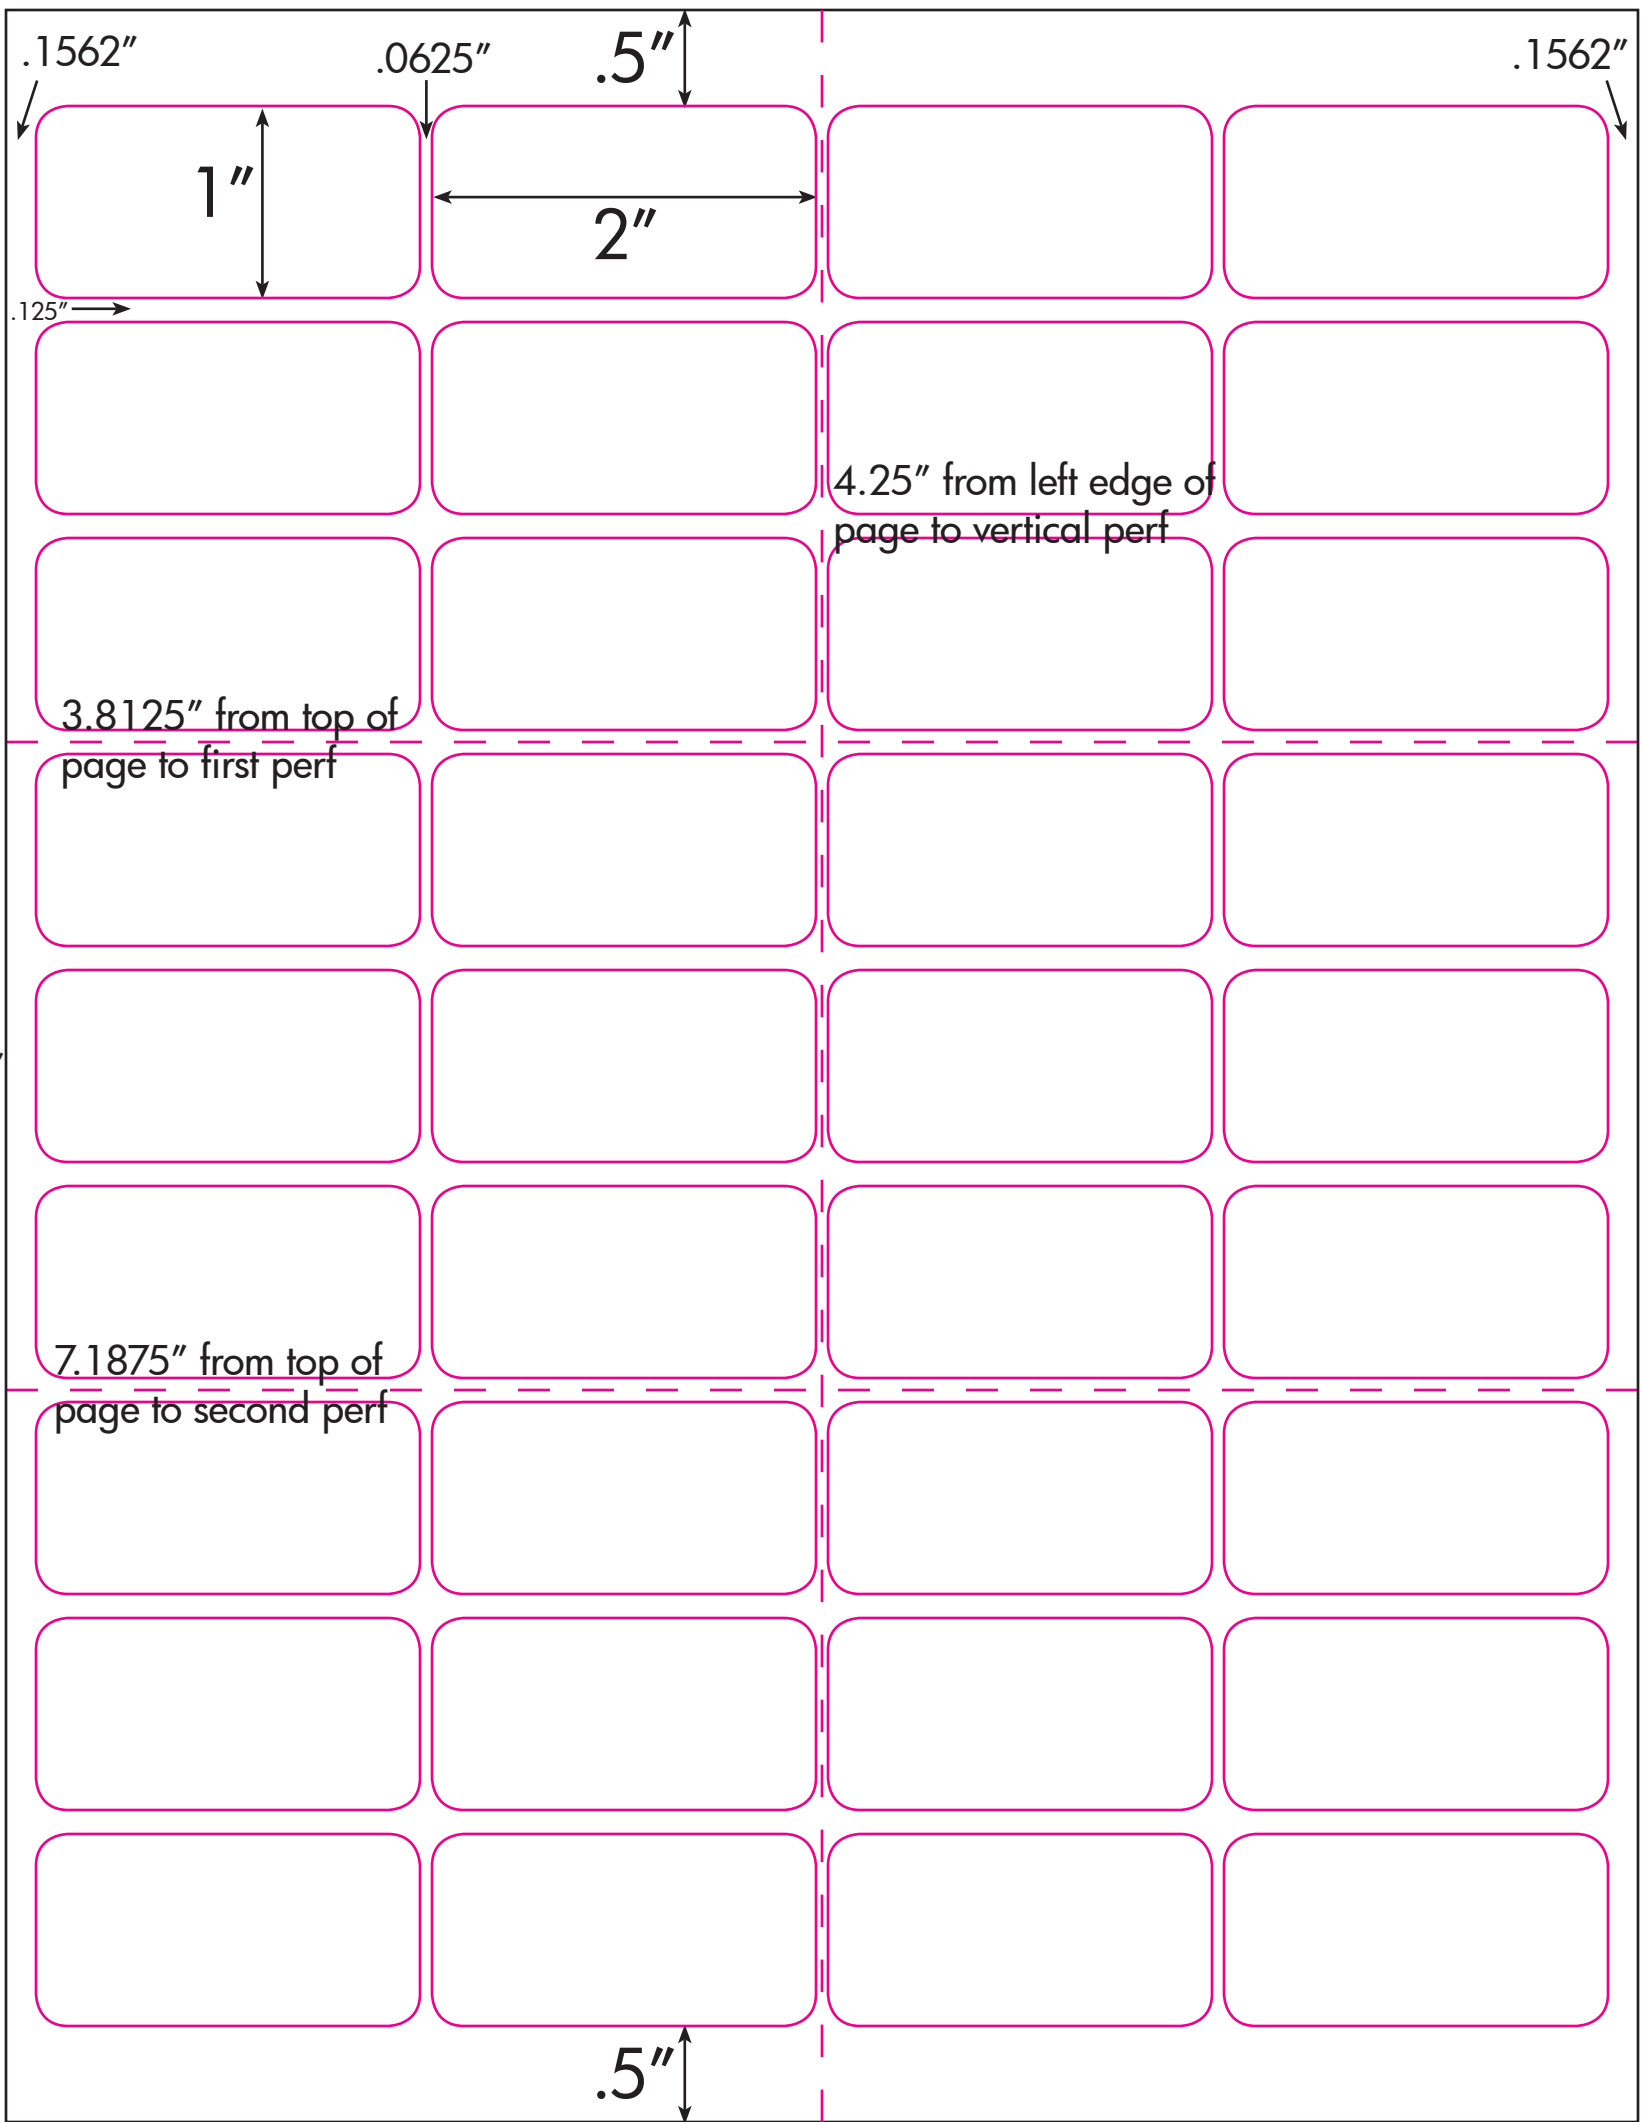 .1562″
.0625″
.5″
.1562″
1″
2″
.125″
4.25″ from left edge of
page to vertical perf
3.8125″ from top of
page to first perf
7.1875″ from top of
page to second perf
.5″